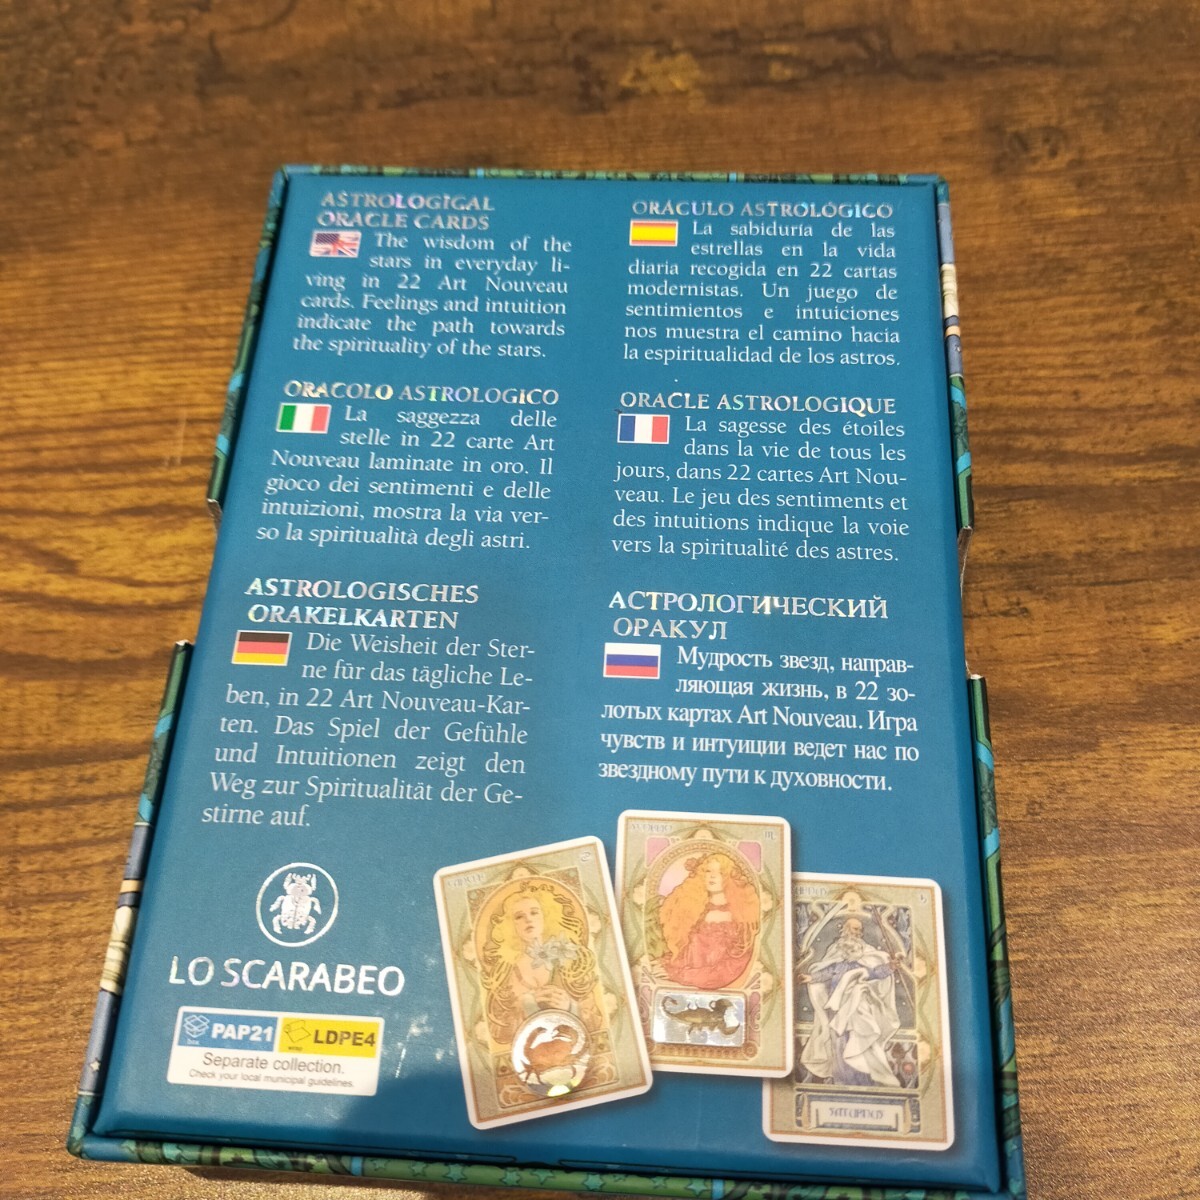 ASTROLOGICAL
ORACLE CARDS
The wisdom of the
stars in everyday li-
ving in 22 Art Nouveau
cards. Feelings and intuition
indicate the path towards
the spirituality of the stars.
ORÁCULO ASTROLÓGICO
La sabiduría de las
estrellas en la vida
diaria recogida en 22 cartas
modernistas. Un juego de
sentimientos e intuiciones
nos muestra el camino hacia
la espiritualidad de los astros.
ORACOLO ASTROLOGICO
La saggezza delle
stelle in 22 carte Art
Nouveau laminate in oro. Il
gioco dei sentimenti e delle
intuizioni, mostra la via ver-
so la spiritualità degli astri.
ORACLE ASTROLOGIQUE
La sagesse des étoiles
dans la vie de tous les
jours, dans 22 cartes Art Nou-
veau. Le jeu des sentiments et
des intuitions indique la voie
vers la spiritualité des astres.
ASTROLOGISCHES
ORAKELKARTEN
Die Weisheit der Ster-
ne für das tägliche Le-
ben, in 22 Art Nouveau-Kar-
ten. Das Spiel der Gefühle
und Intuitionen zeigt den
Weg zur Spiritualität der Ge-
stirne auf.
АСТРОЛОГИЧЕСКИЙ
ОРАКУЛ
Мудрость звезд, направ-
ляющая жизнь, в 22 зо-
лотых картах Art Nouveau. Игра
чувств и интуиции ведет нас по
звездному пути к духовности.
LO SCARABEO
box PAP21 LDPE4
Separate collection.
Check your local municipal guidelines.